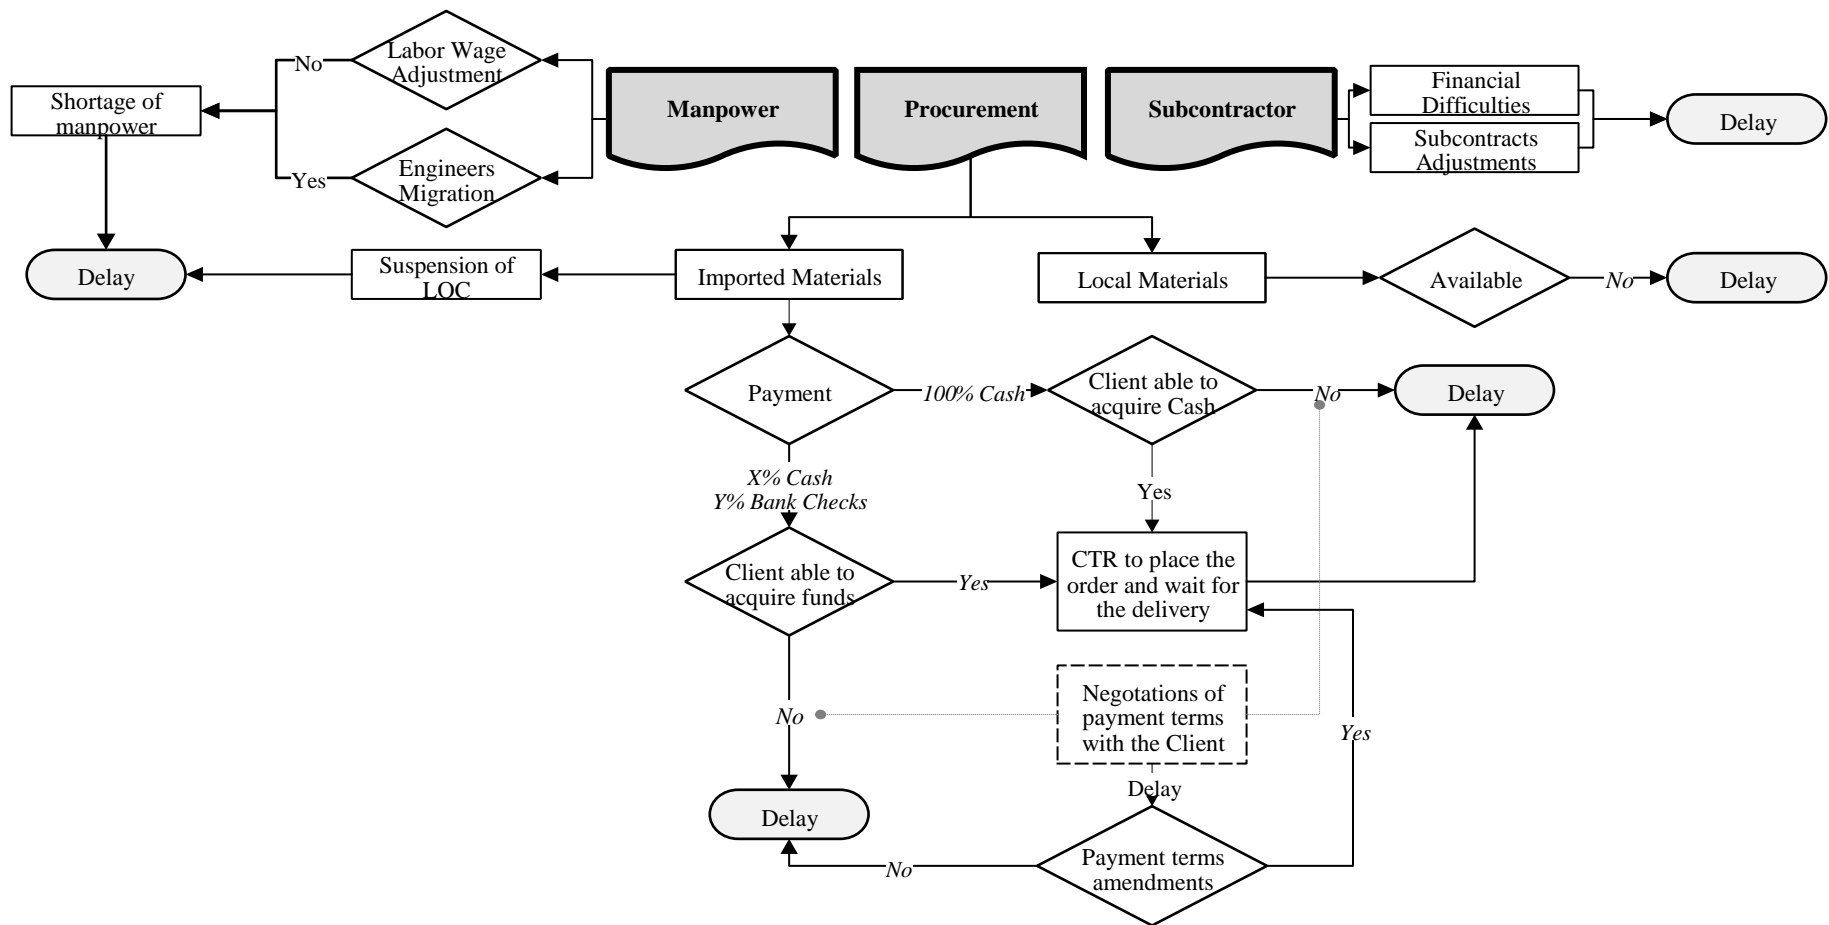 Labor Wage
Adjustment
No
Shortage of
manpower
Engineers
Migration
Yes
Manpower
Procurement
Subcontractor
Financial
Difficulties
Subcontracts
Adjustments
Delay
Delay
Suspension of
LOC
Imported Materials
Local Materials
Available
No
Delay
Payment
100% Cash
Client able to
acquire Cash
No
Delay
X% Cash
Y% Bank Checks
Yes
Client able to
acquire funds
Yes
CTR to place the
order and wait for
the delivery
No
Negotations of
payment terms
with the Client
Yes
Delay
Delay
No
Payment terms
amendments